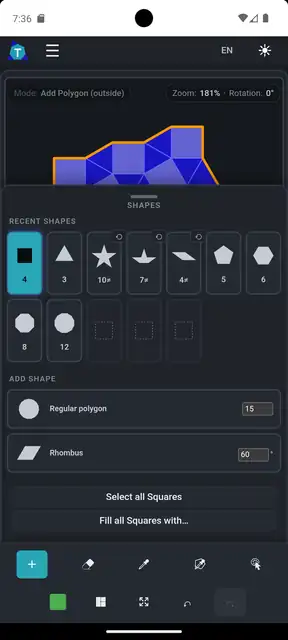 7:36
T
EN
Mode: Add Polygon (outside)
Zoom: 181% · Rotation: 0°
SHAPES
RECENT SHAPES
4 3 10≠ 7≠ 4≠ 5 6
8 12
ADD SHAPE
Regular polygon 15
Rhombus 60 °
Select all Squares
Fill all Squares with...